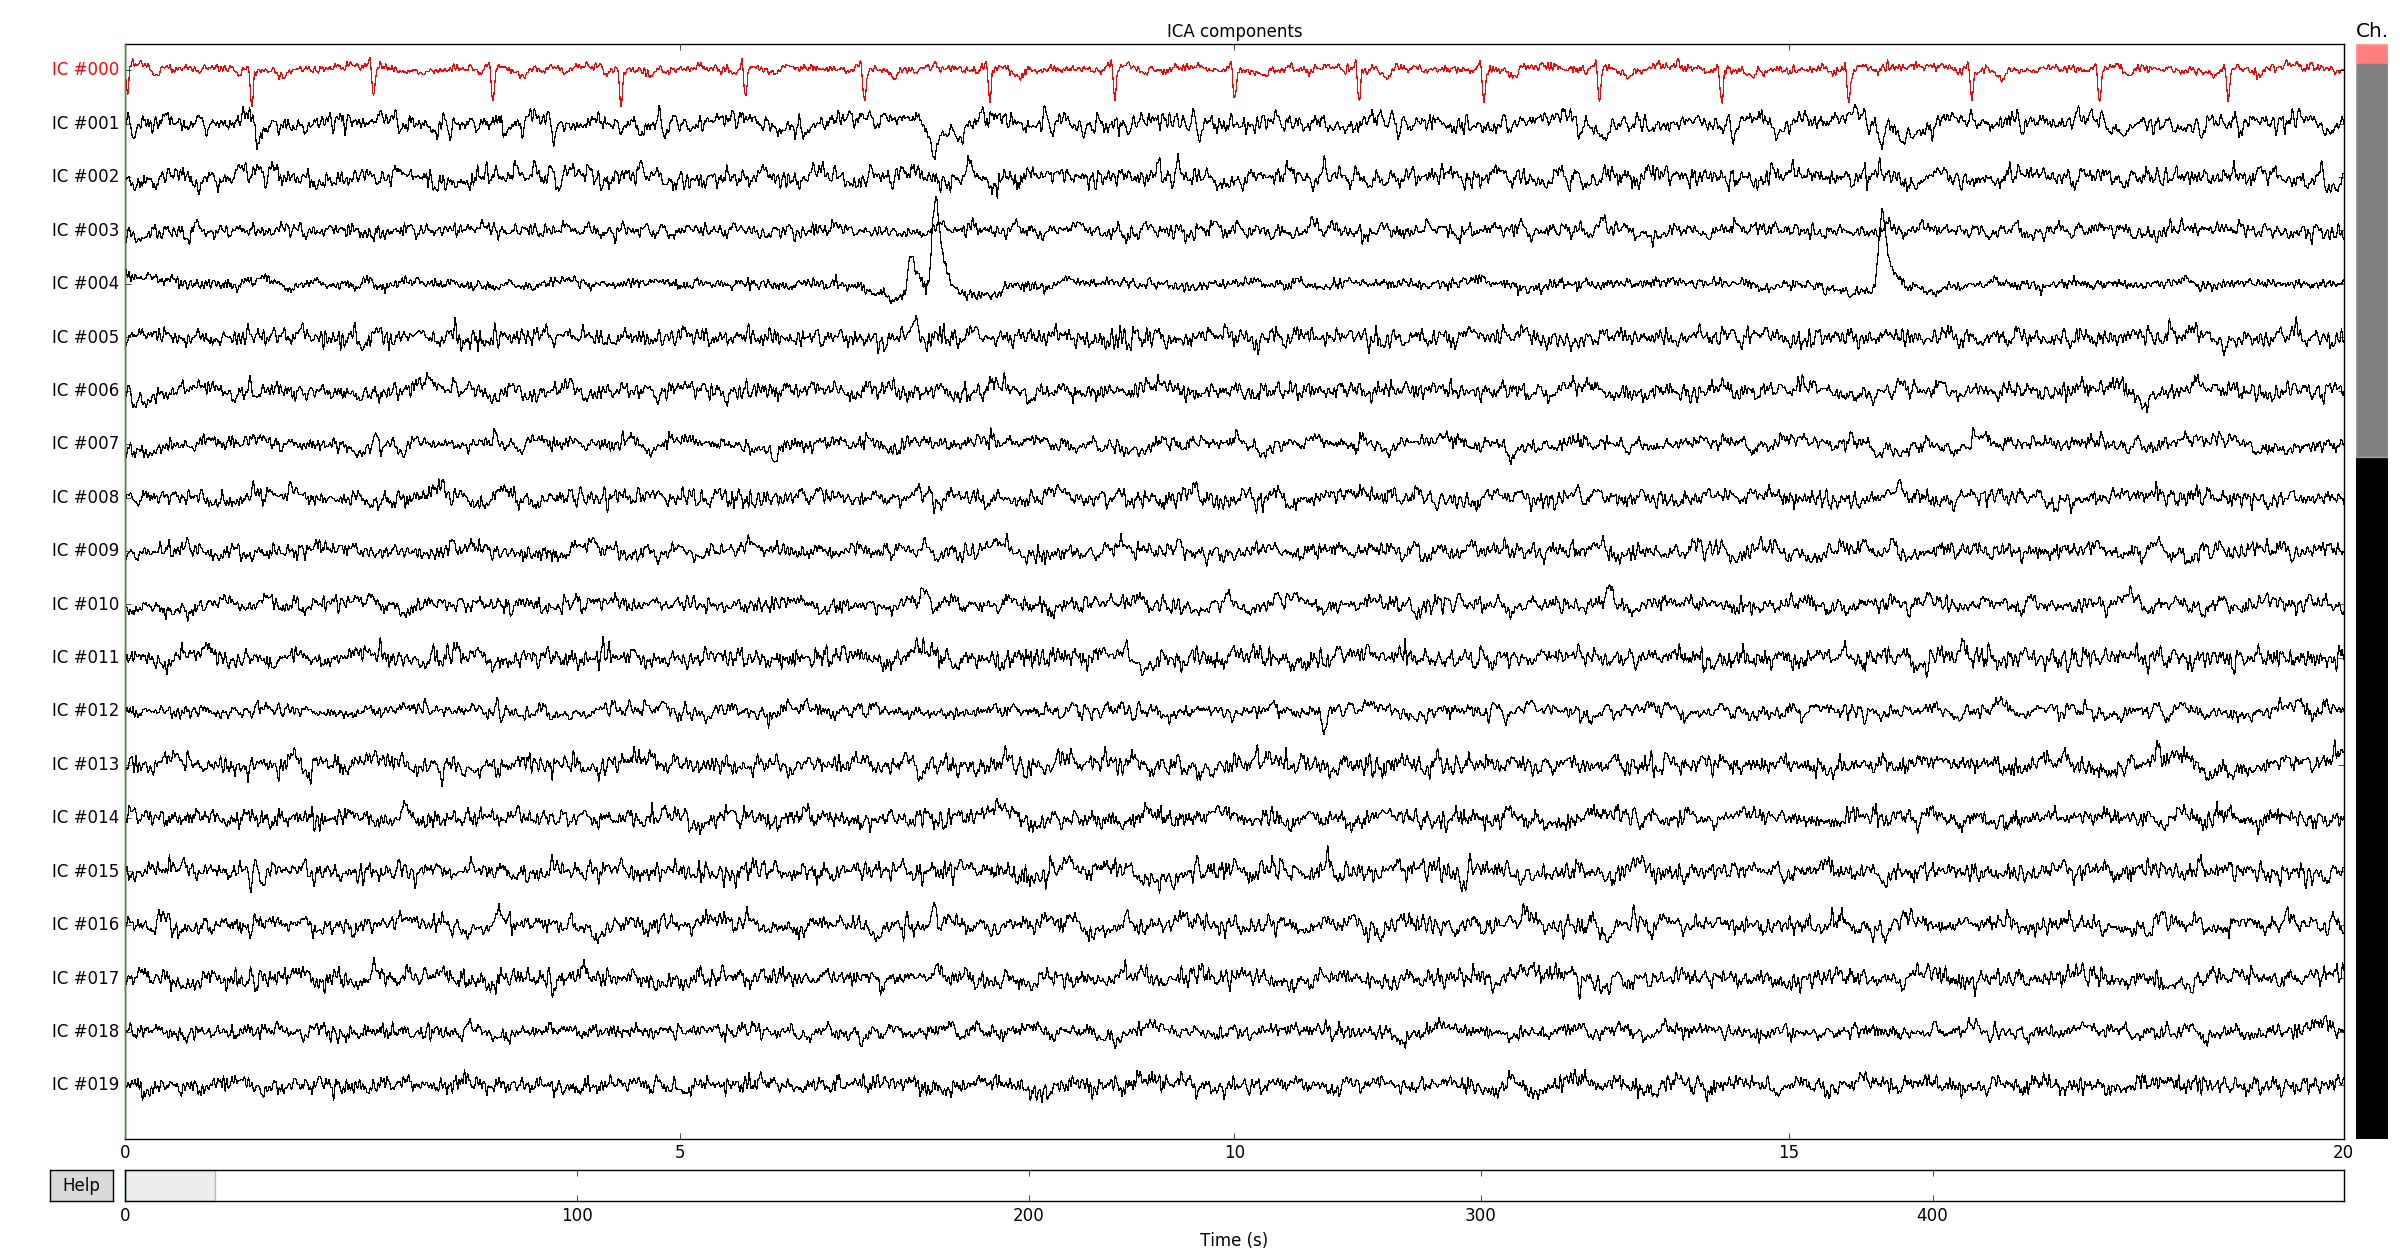 ICA components
Ch.
IC #000
IC #001
IC #002
IC #003
IC #004
IC #005
IC #006
IC #007
IC #008
IC #009
IC #010
IC #011
IC #012
IC #013
IC #014
IC #015
IC #016
IC #017
IC #018
IC #019
0 5 10 15 20
Help
0 100 200 300 400
Time (s)